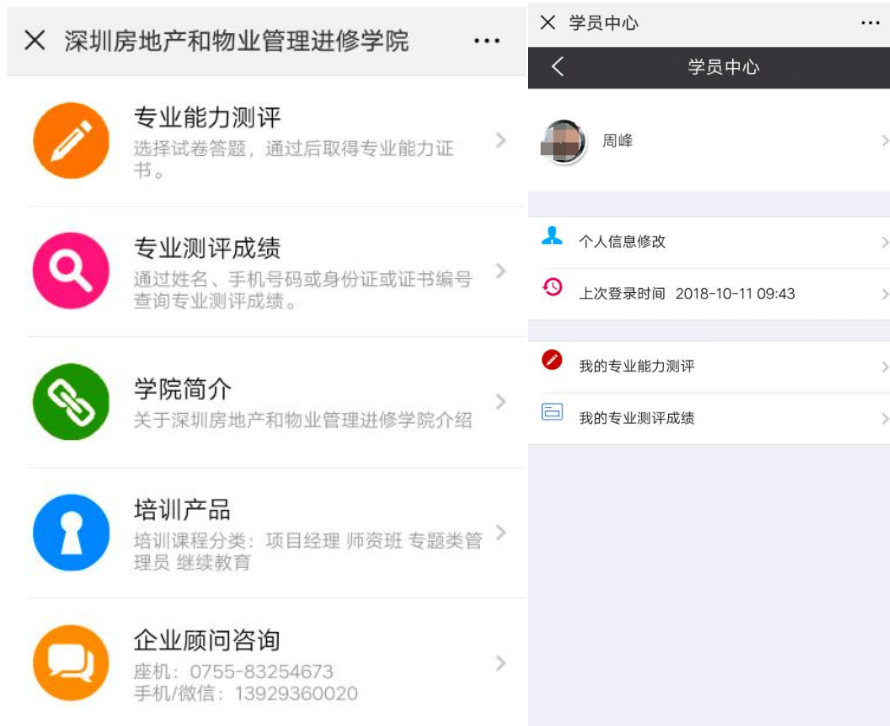 深圳房地产和物业管理进修学院
专业能力测评
选择试卷答题，通过后取得专业能力证
书。
专业测评成绩
通过姓名、手机号码或身份证或证书编号
查询专业测评成绩。
学院简介
关于深圳房地产和物业管理进修学院介绍
培训产品
培训课程分类：项目经理 师资班 专题类管
理员 继续教育
企业顾问咨询
座机：0755-83254673
手机/微信：13929360020
学员中心
学员中心
周峰
个人信息修改
上次登录时间 2018-10-11 09:43
我的专业能力测评
我的专业测评成绩